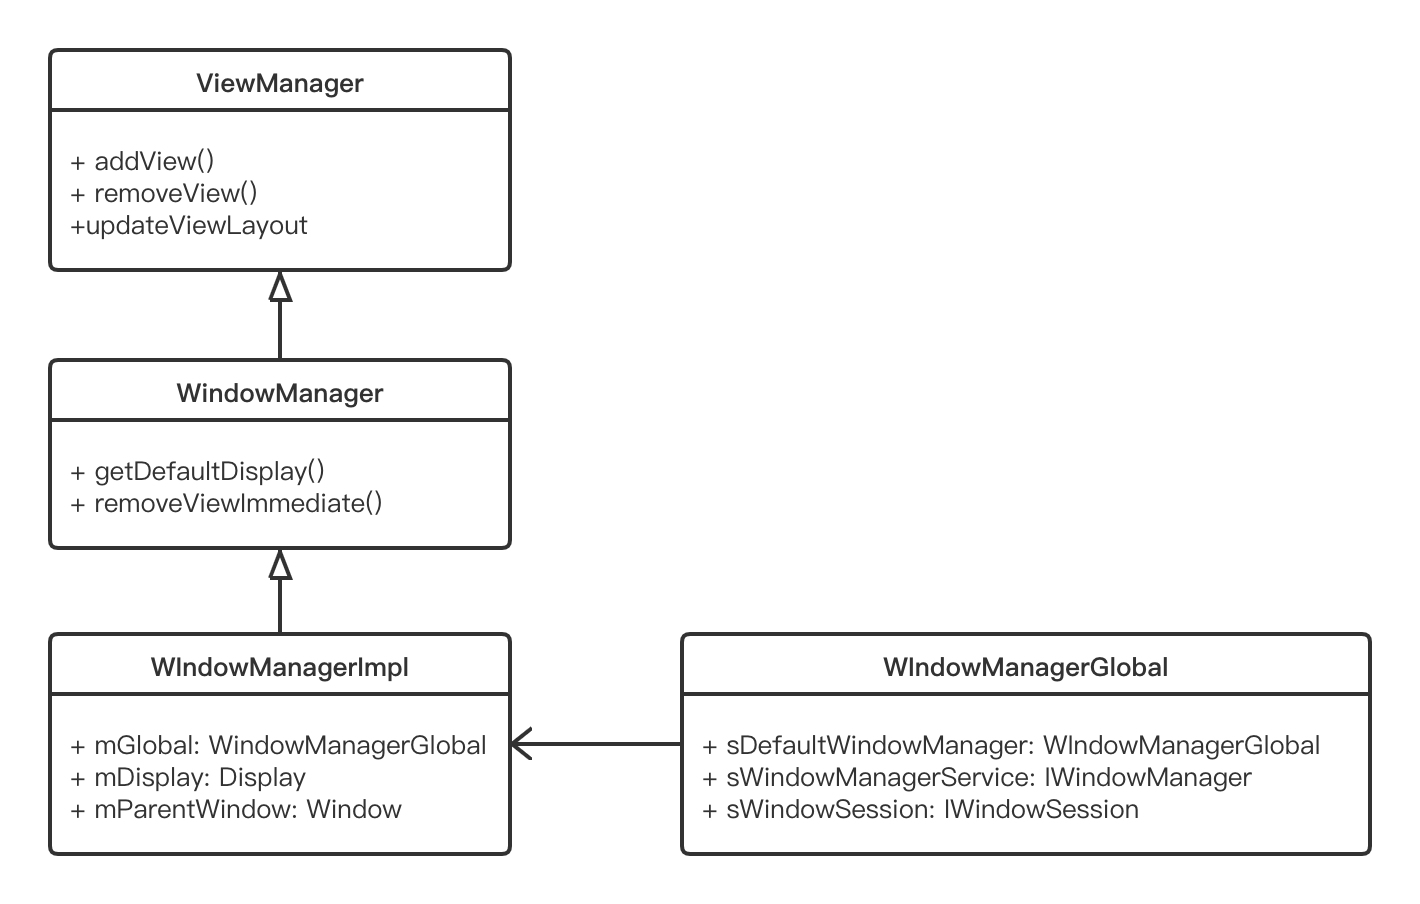 ViewManager
+ addView()
+ removeView()
+updateViewLayout
WindowManager
+ getDefaultDisplay()
+ removeViewImmediate()
WIndowManagerImpl
+ mGlobal: WindowManagerGlobal
+ mDisplay: Display
+ mParentWindow: Window
WIndowManagerGlobal
+ sDefaultWindowManager: WIndowManagerGlobal
+ sWindowManagerService: IWindowManager
+ sWindowSession: IWindowSession